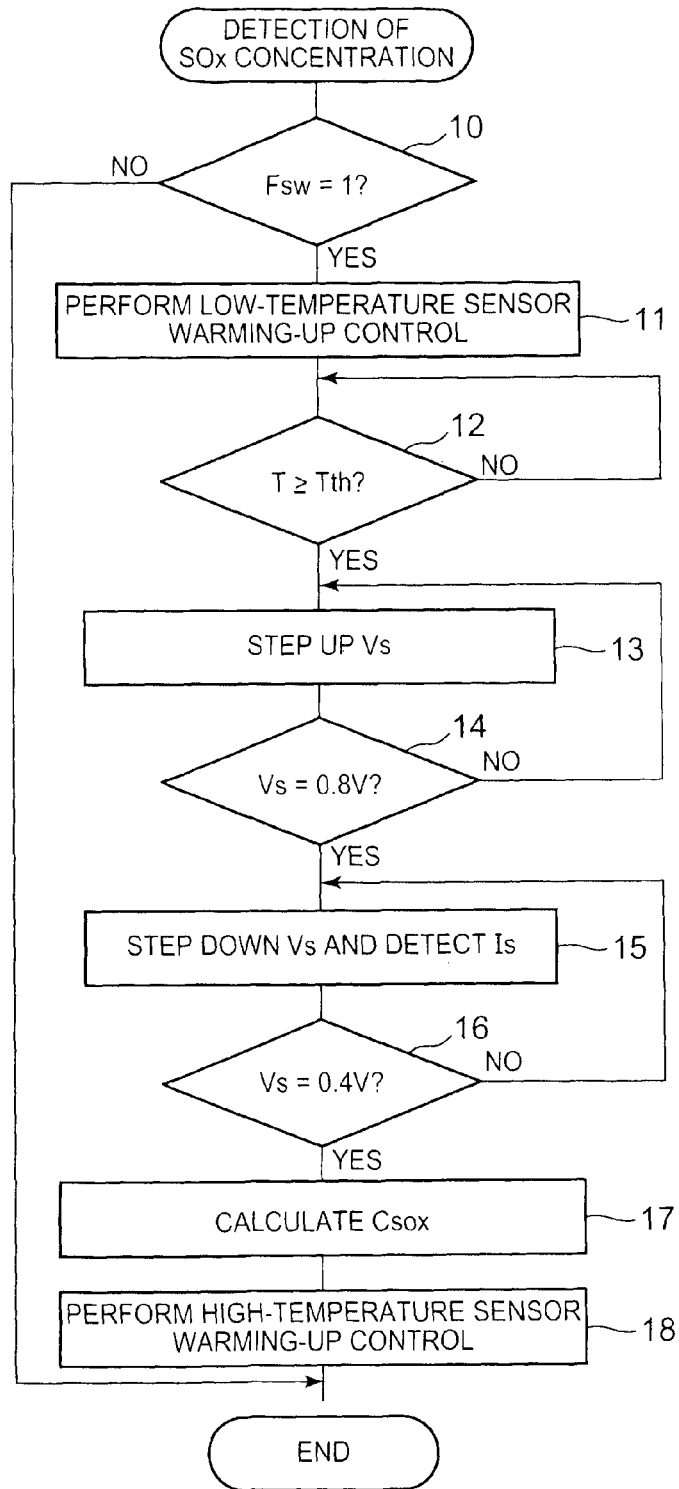 DETECTION OF
SOx CONCENTRATION
10
NO
Fsw = 1?
YES
PERFORM LOW-TEMPERATURE SENSOR
WARMING-UP CONTROL
11
12
T ≥ Tth?
NO
YES
STEP UP Vs
13
14
Vs = 0.8V?
NO
YES
STEP DOWN Vs AND DETECT Is
15
16
Vs = 0.4V?
NO
YES
CALCULATE Csox
17
PERFORM HIGH-TEMPERATURE SENSOR
WARMING-UP CONTROL
18
END